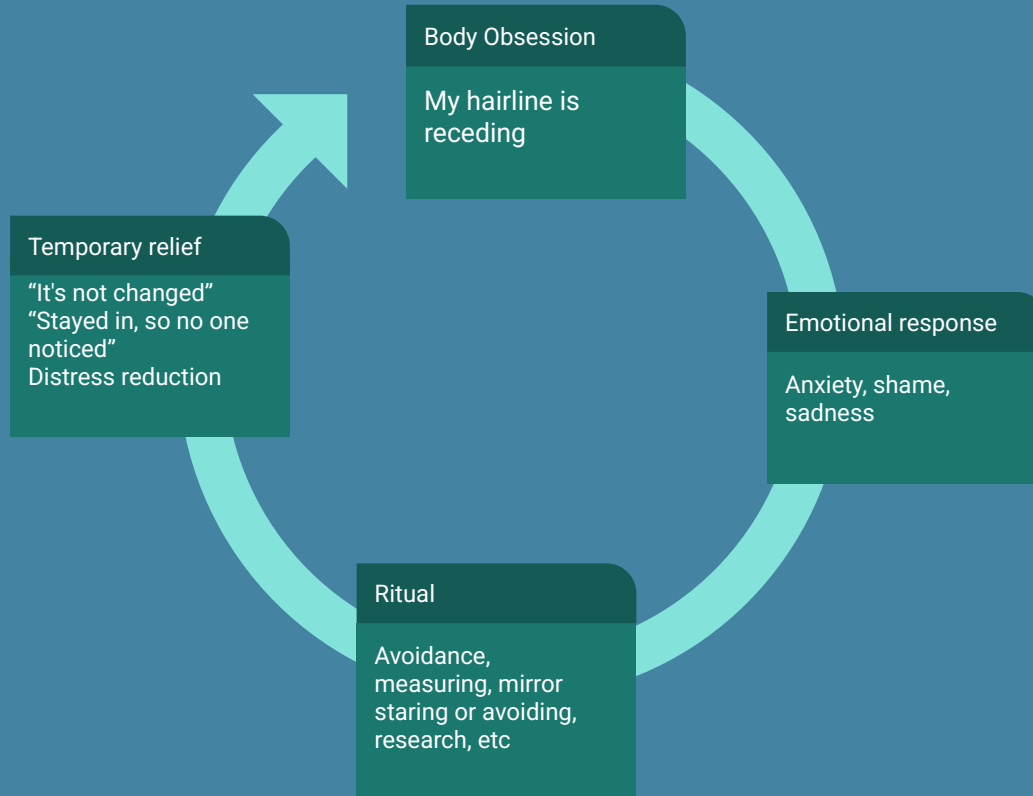 Body Obsession
My hairline is
receding
Emotional response
Anxiety, shame,
sadness
Ritual
Avoidance,
measuring, mirror
staring or avoiding,
research, etc
Temporary relief
“It's not changed”
“Stayed in, so no one
noticed”
Distress reduction